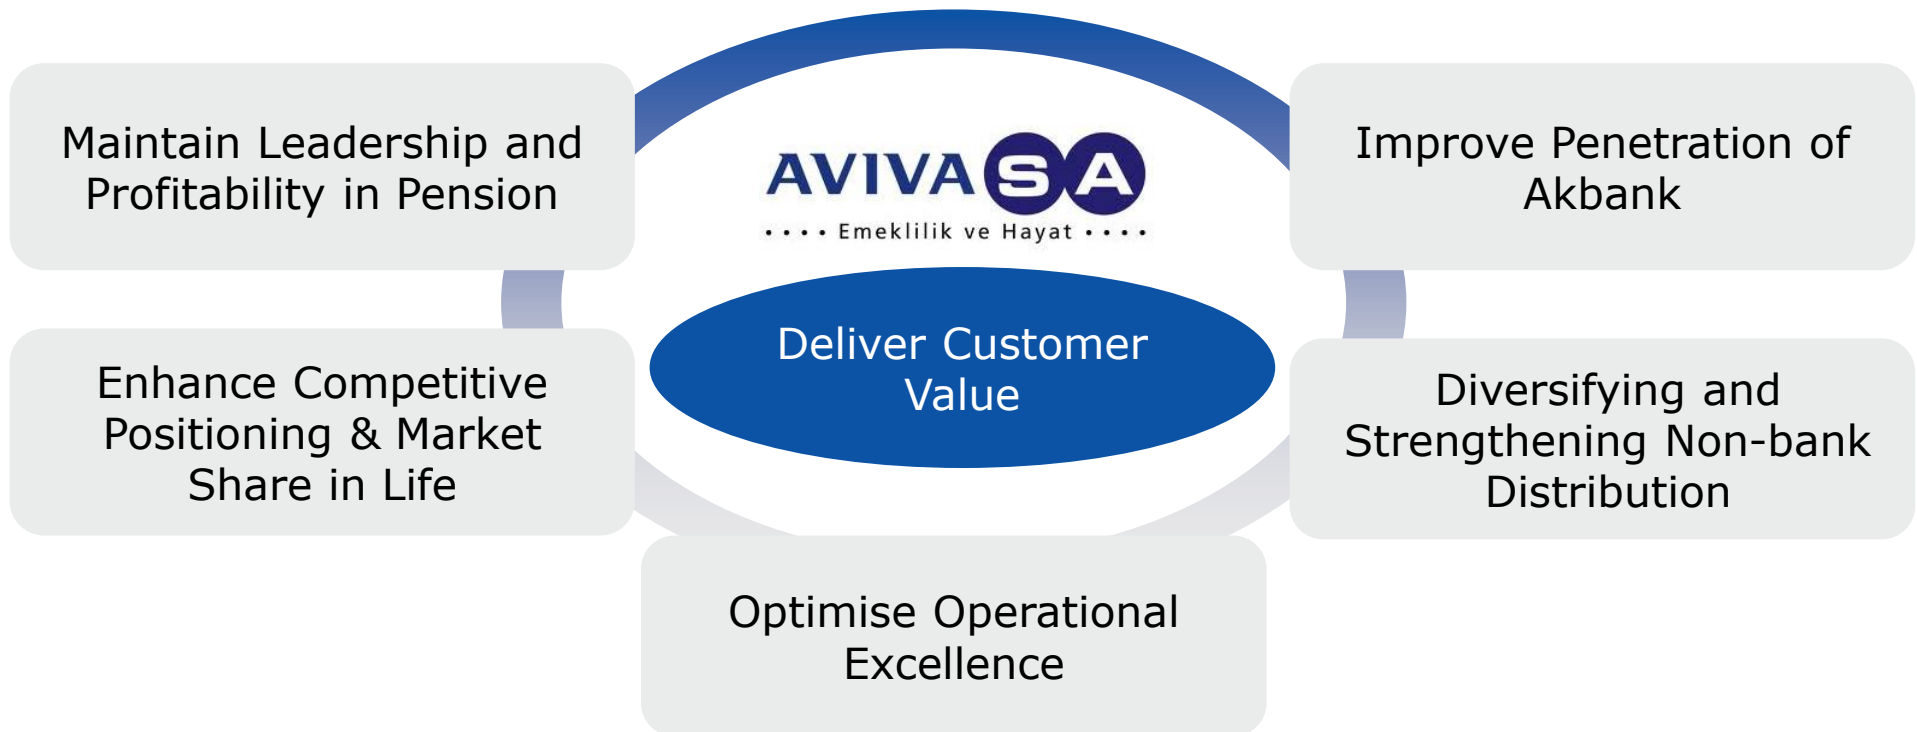 Maintain Leadership and
Profitability in Pension
AVIVASA
Emeklilik ve Hayat
Improve Penetration of
Akbank
Enhance Competitive
Positioning & Market
Share in Life
Deliver Customer
Value
Diversifying and
Strengthening Non-bank
Distribution
Optimise Operational
Excellence